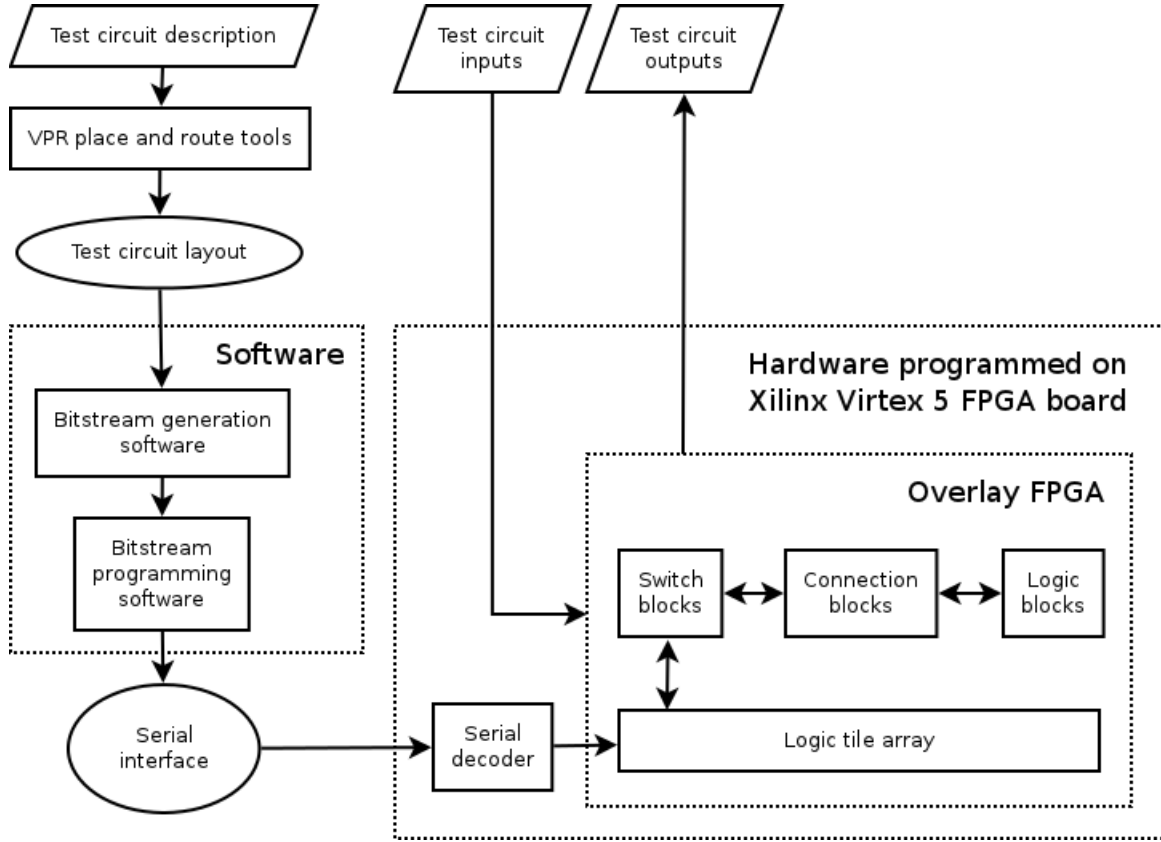 Test circuit description
Test circuit
inputs
Test circuit
outputs
VPR place and route tools
Test circuit layout
Software
Bitstream generation
software
Bitstream
programming
software
Serial
interface
Hardware programmed on
Xilinx Virtex 5 FPGA board
Overlay FPGA
Switch
blocks
Connection
blocks
Logic
blocks
Serial
decoder
Logic tile array